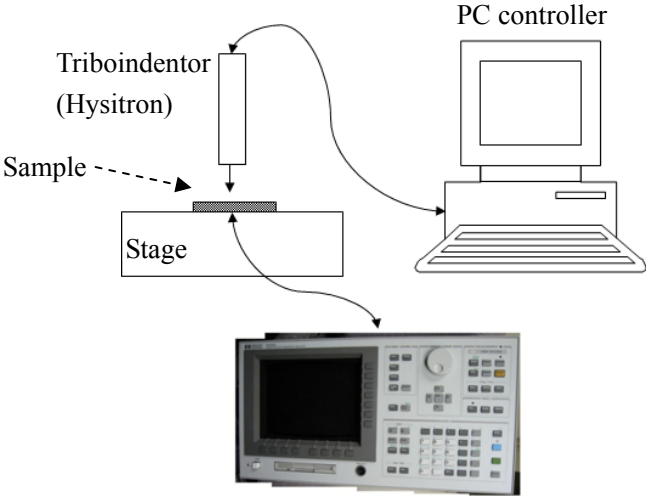 PC controller
Triboindentor
(Hysitron)
Sample
Stage